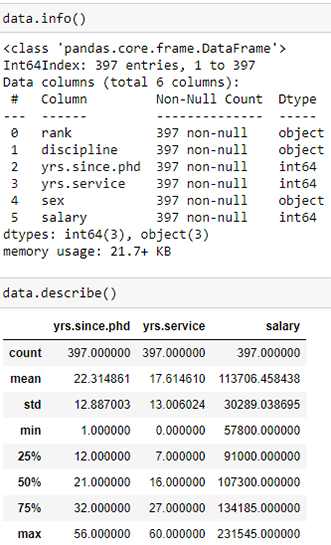 data.info()
<class 'pandas.core.frame.DataFrame'>
Int64Index: 397 entries, 1 to 397
Data columns (total 6 columns):
 #   Column         Non-Null Count  Dtype
---  ------         --------------  -----
 0   rank           397 non-null    object
 1   discipline     397 non-null    object
 2   yrs.since.phd  397 non-null    int64
 3   yrs.service    397 non-null    int64
 4   sex            397 non-null    object
 5   salary         397 non-null    int64
dtypes: int64(3), object(3)
memory usage: 21.7+ KB
data.describe()
yrs.since.phd yrs.service salary
count 397.000000 397.000000 397.000000
mean 22.314861 17.614610 113706.458438
std 12.887003 13.006024 30289.038695
min 1.000000 0.000000 57800.000000
25% 12.000000 7.000000 91000.000000
50% 21.000000 16.000000 107300.000000
75% 32.000000 27.000000 134185.000000
max 56.000000 60.000000 231545.000000